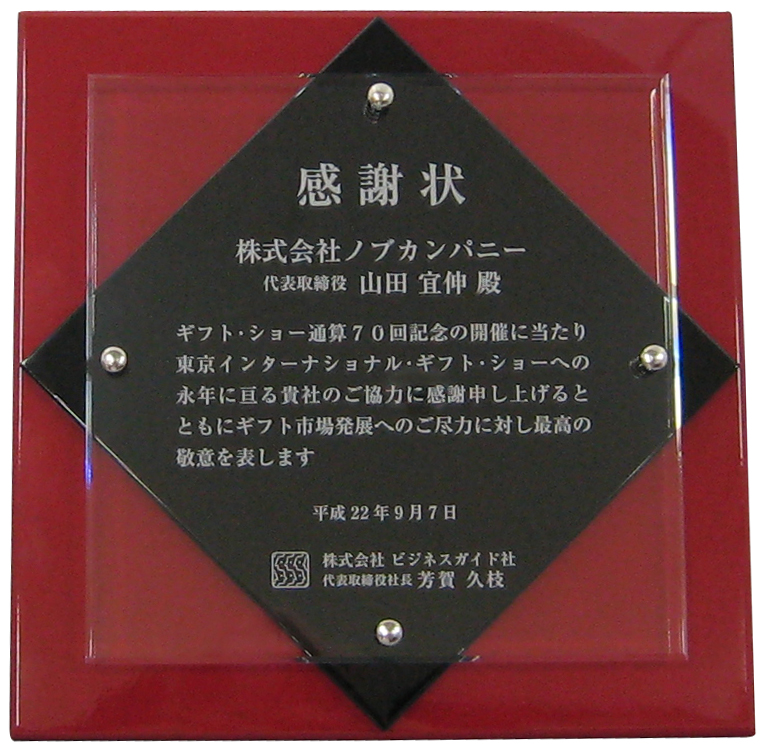 感謝状
株式会社ノブカンパニー
代表取締役 山田 宜伸 殿
ギフト・ショー通算７０回記念の開催に当たり
東京インターナショナル・ギフト・ショーへの
永年に亘る貴社のご協力に感謝申し上げると
ともにギフト市場発展へのご尽力に対し最高の
敬意を表します
平成22年9月7日
株式会社 ビジネスガイド社
代表取締役社長 芳賀 久枝